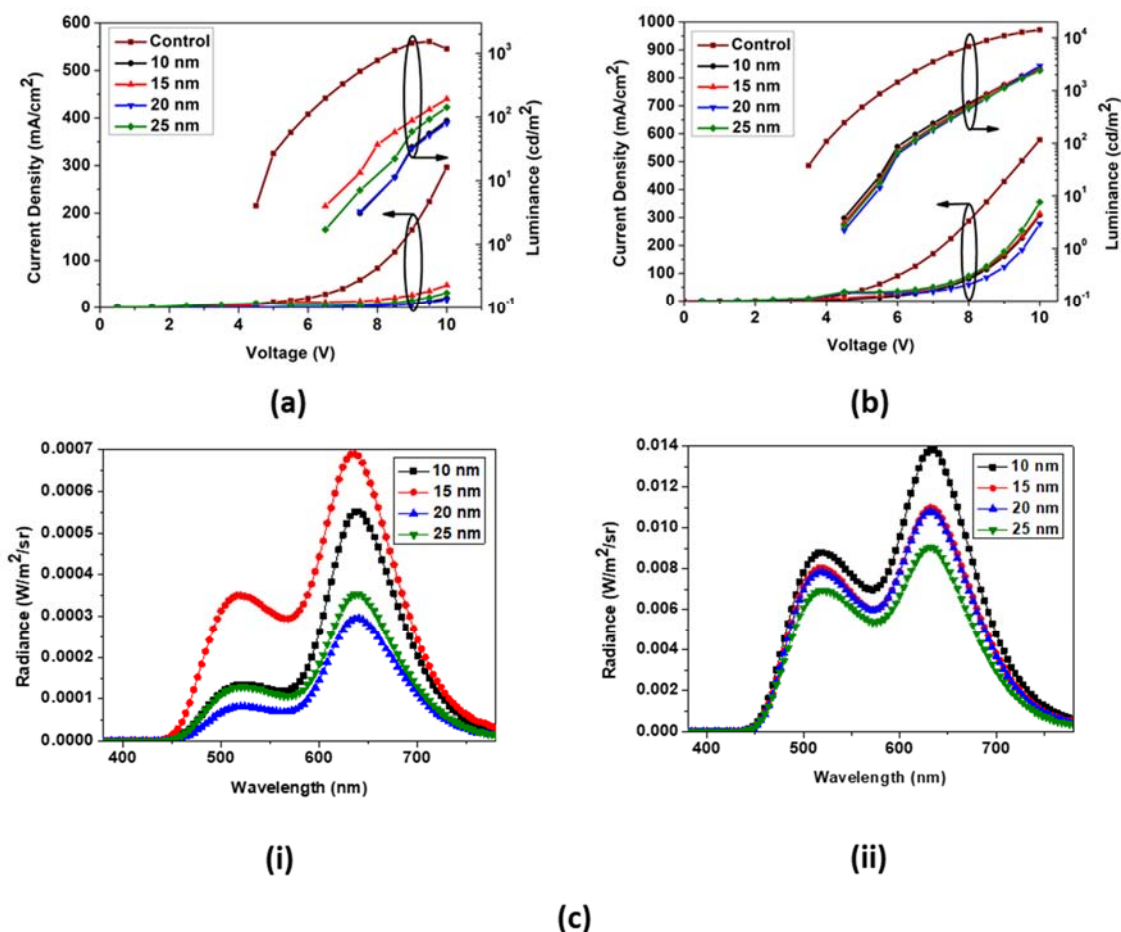 600
550
500
450
400
350
300
250
200
150
100
50
0
Current Density (mA/cm²)
Control
10 nm
15 nm
20 nm
25 nm
10³
10²
10¹
10⁰
10⁻¹
Luminance (cd/m²)
0 2 4 6 8 10
Voltage (V)
(a)
1000
900
800
700
600
500
400
300
200
100
0
Current Density (mA/cm²)
Control
10 nm
15 nm
20 nm
25 nm
10⁴
10³
10²
10¹
10⁰
10⁻¹
Luminance (cd/m²)
0 2 4 6 8 10
Voltage (V)
(b)
0.0007
0.0006
0.0005
0.0004
0.0003
0.0002
0.0001
0.0000
Radiance (W/m²/sr)
10 nm
15 nm
20 nm
25 nm
400 500 600 700
Wavelength (nm)
(i)
0.014
0.012
0.010
0.008
0.006
0.004
0.002
0.000
Radiance (W/m²/sr)
10 nm
15 nm
20 nm
25 nm
400 500 600 700
Wavelength (nm)
(ii)
(c)